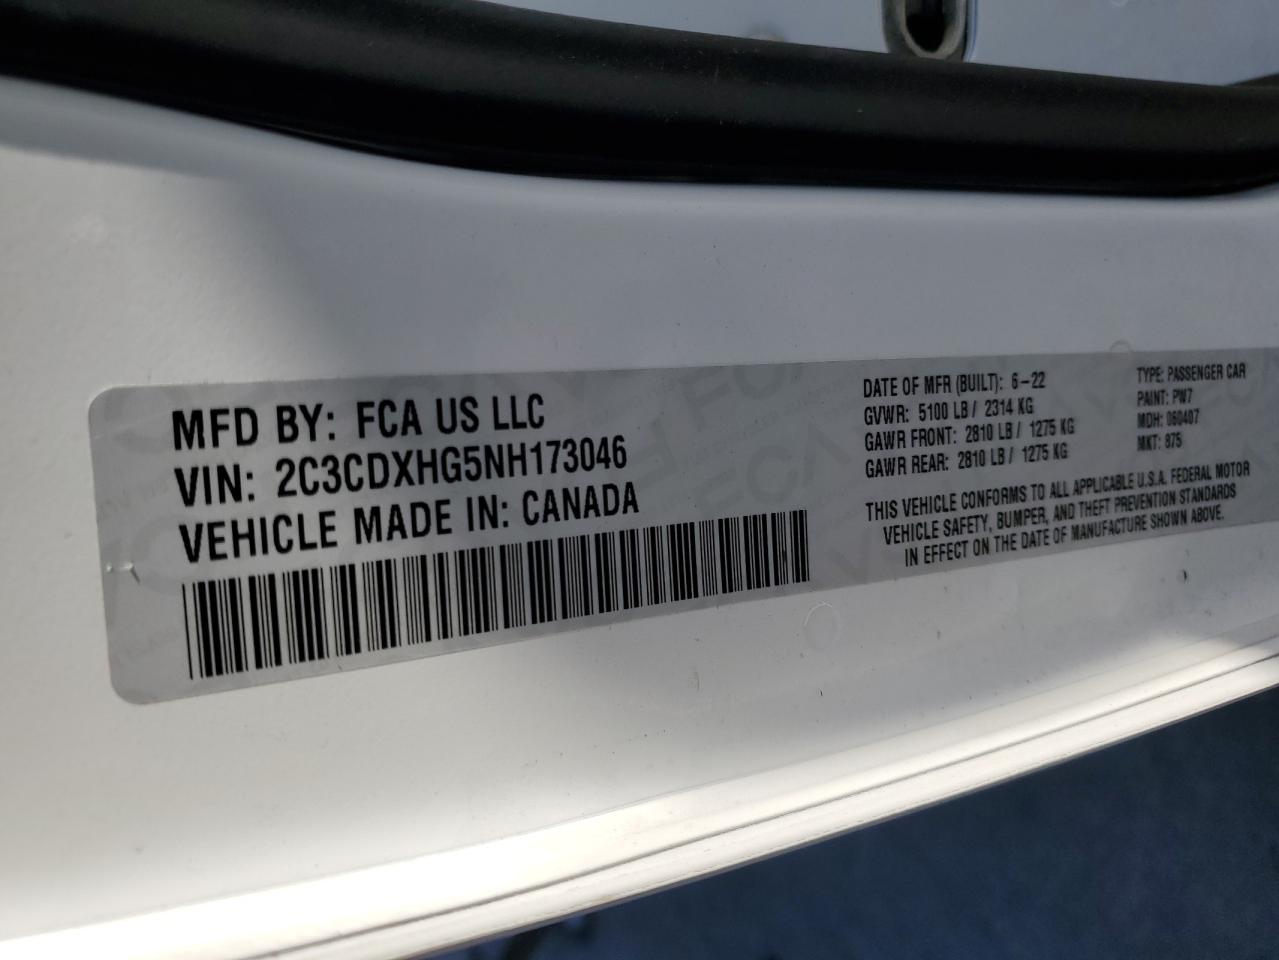 MFD BY: FCA US LLC
VIN: 2C3CDXHG5NH173046
VEHICLE MADE IN: CANADA
DATE OF MFR (BUILT): 6-22
GVWR: 5100 LB / 2314 KG
GAWR FRONT: 2810 LB / 1275 KG
GAWR REAR: 2810 LB / 1275 KG
TYPE: PASSENGER CAR
PAINT: PW7
MDH: 060407
MKT: 875
THIS VEHICLE CONFORMS TO ALL APPLICABLE U.S.A. FEDERAL MOTOR
VEHICLE SAFETY, BUMPER, AND THEFT PREVENTION STANDARDS
IN EFFECT ON THE DATE OF MANUFACTURE SHOWN ABOVE.